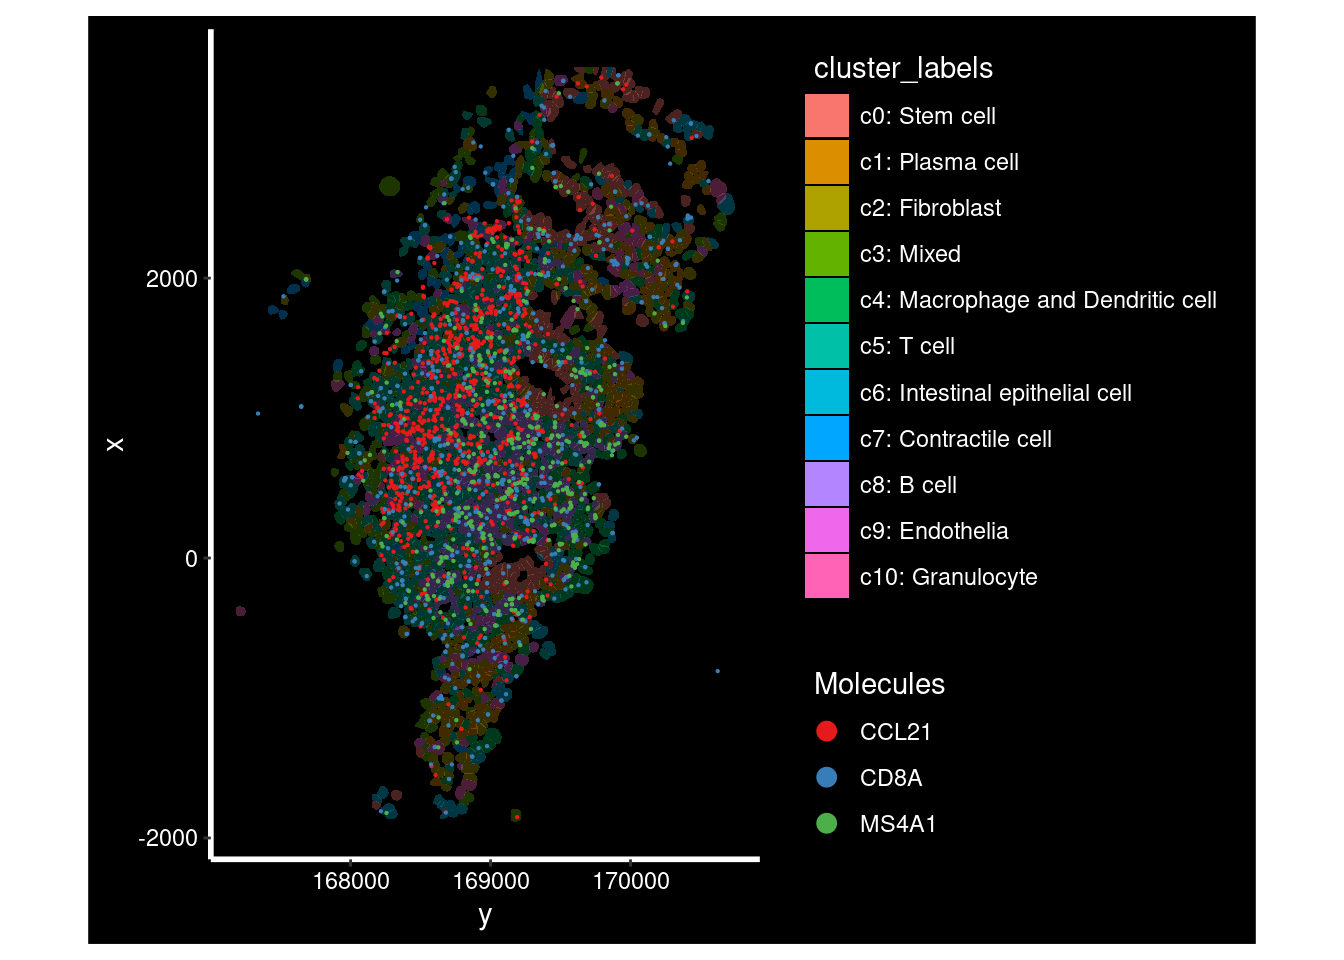 cluster_labels
c0: Stem cell
c1: Plasma cell
c2: Fibroblast
c3: Mixed
c4: Macrophage and Dendritic cell
c5: T cell
c6: Intestinal epithelial cell
c7: Contractile cell
c8: B cell
c9: Endothelia
c10: Granulocyte
Molecules
CCL21
CD8A
MS4A1
x
2000
0
-2000
168000 169000 170000
y